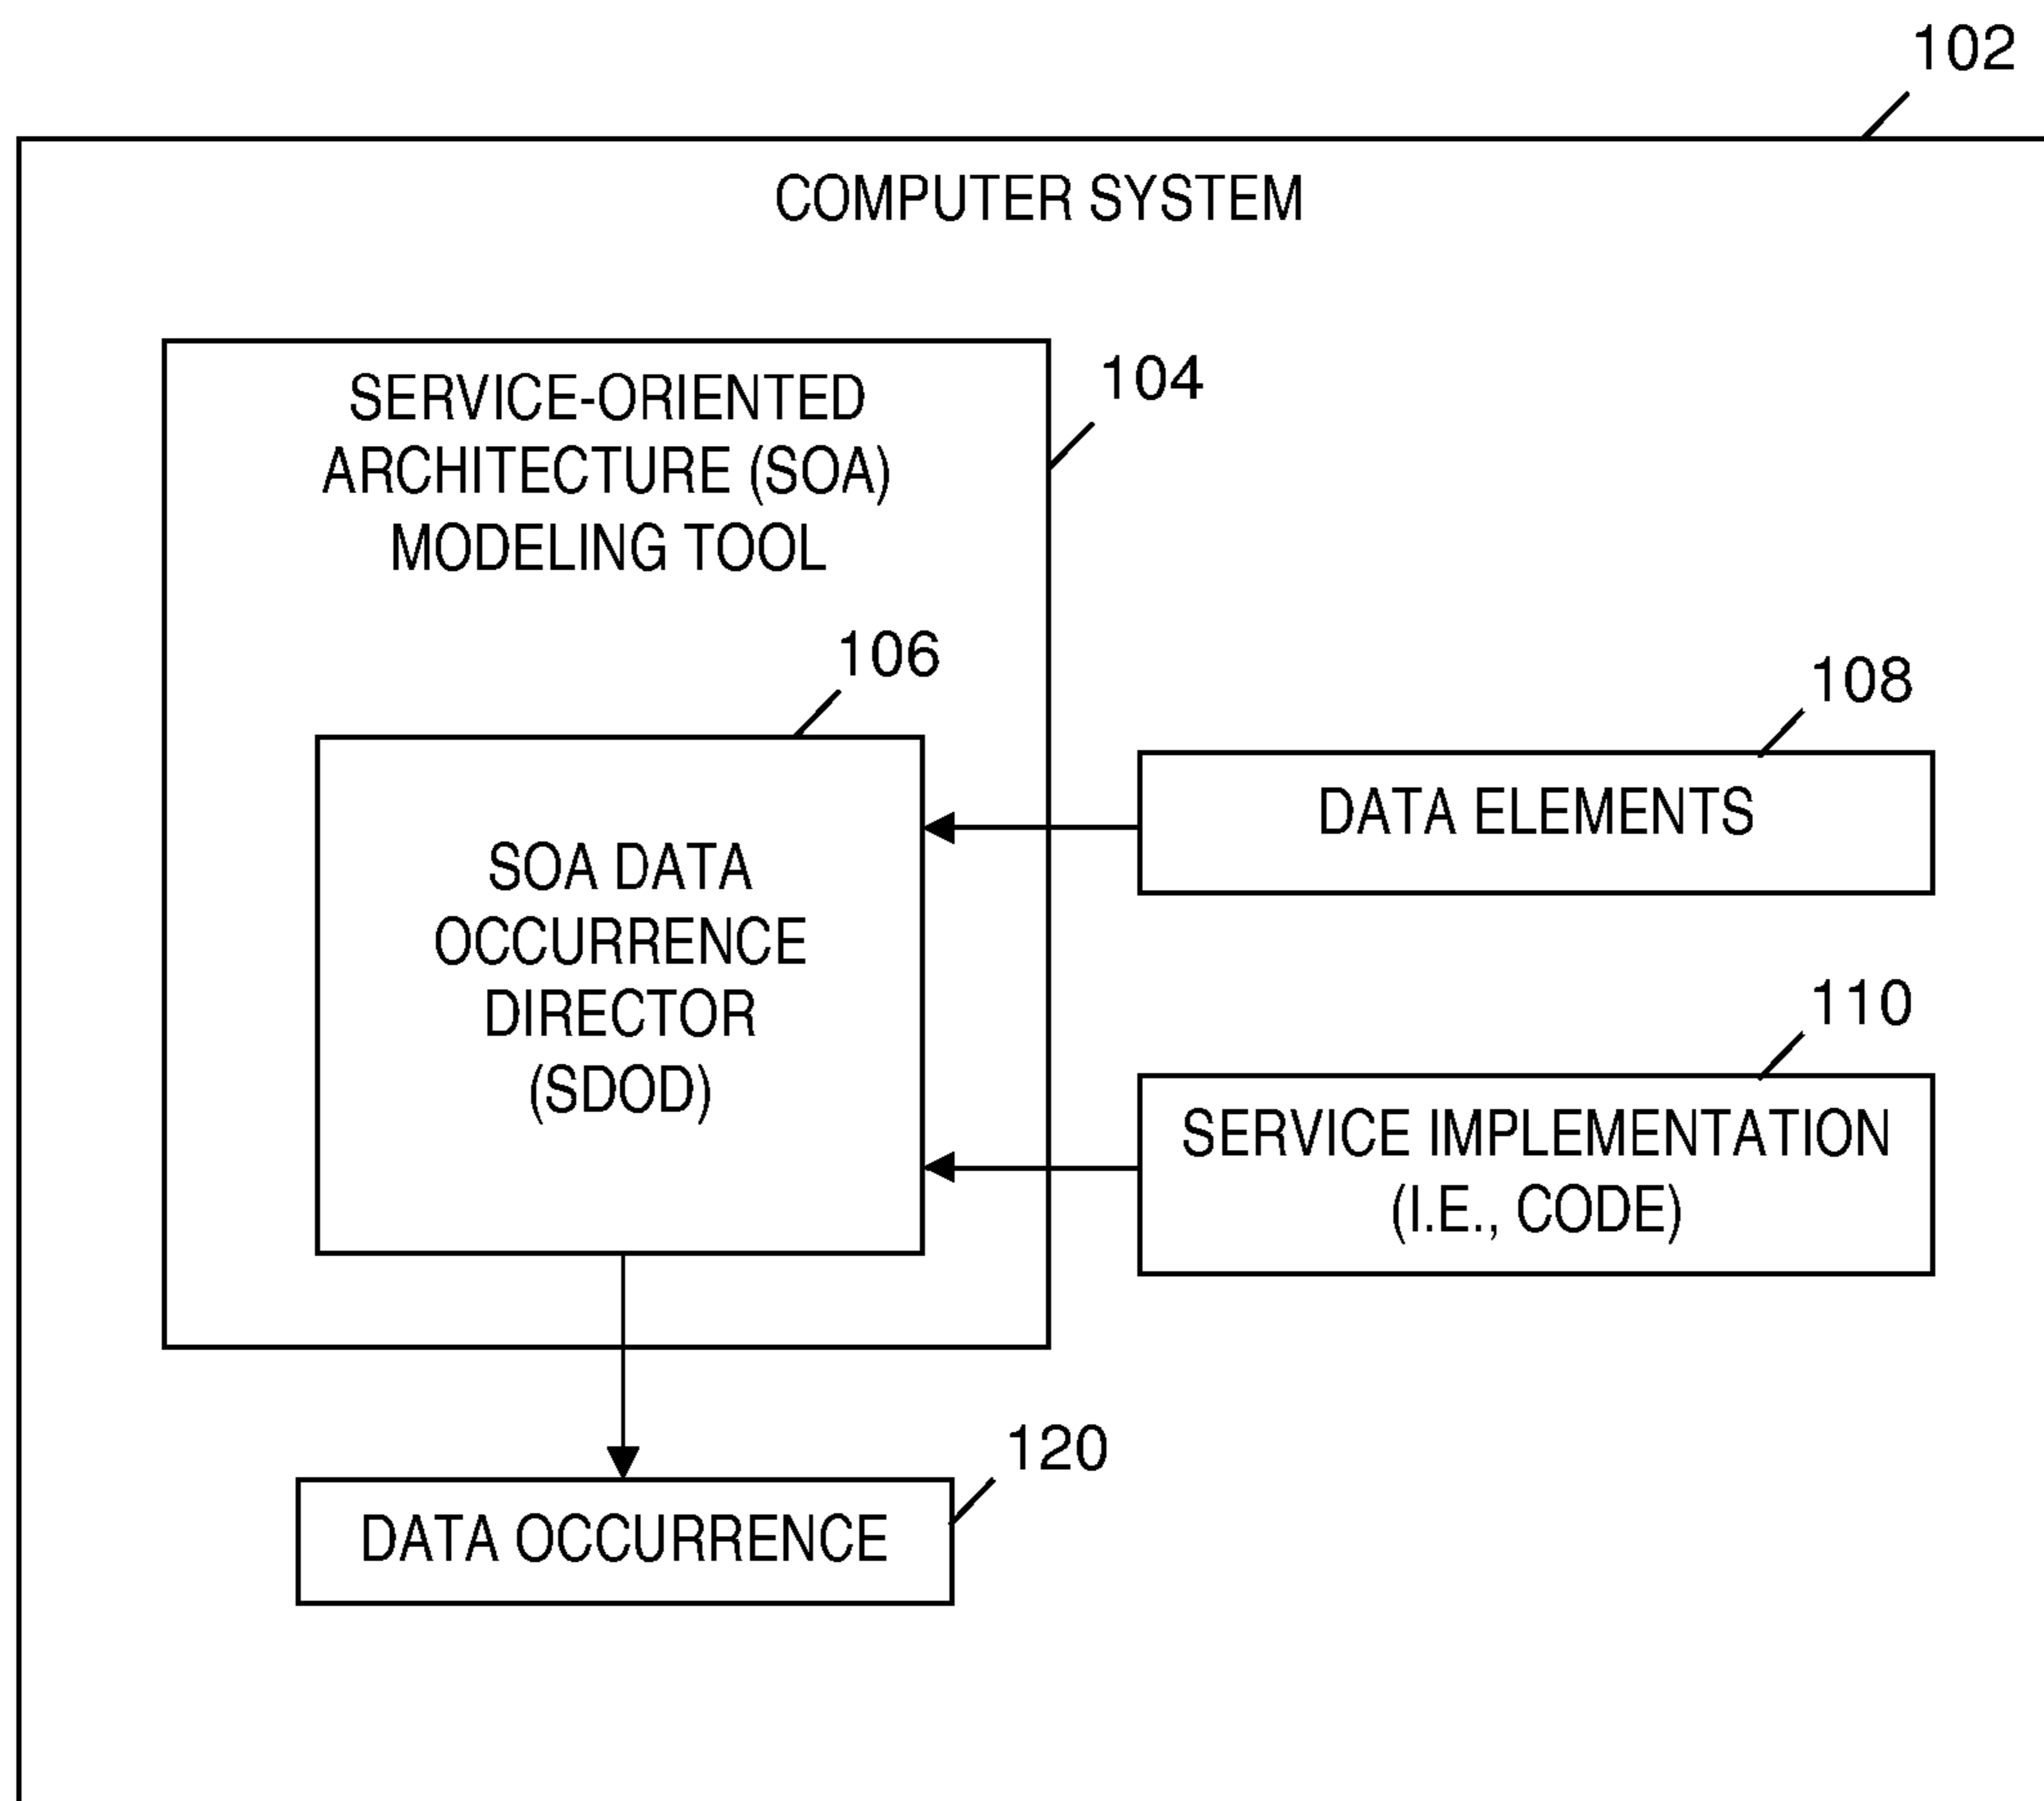 102
COMPUTER SYSTEM
SERVICE-ORIENTED
ARCHITECTURE (SOA)
MODELING TOOL
104
106
SOA DATA
OCCURRENCE
DIRECTOR
(SDOD)
108
DATA ELEMENTS
110
SERVICE IMPLEMENTATION
(I.E., CODE)
120
DATA OCCURRENCE